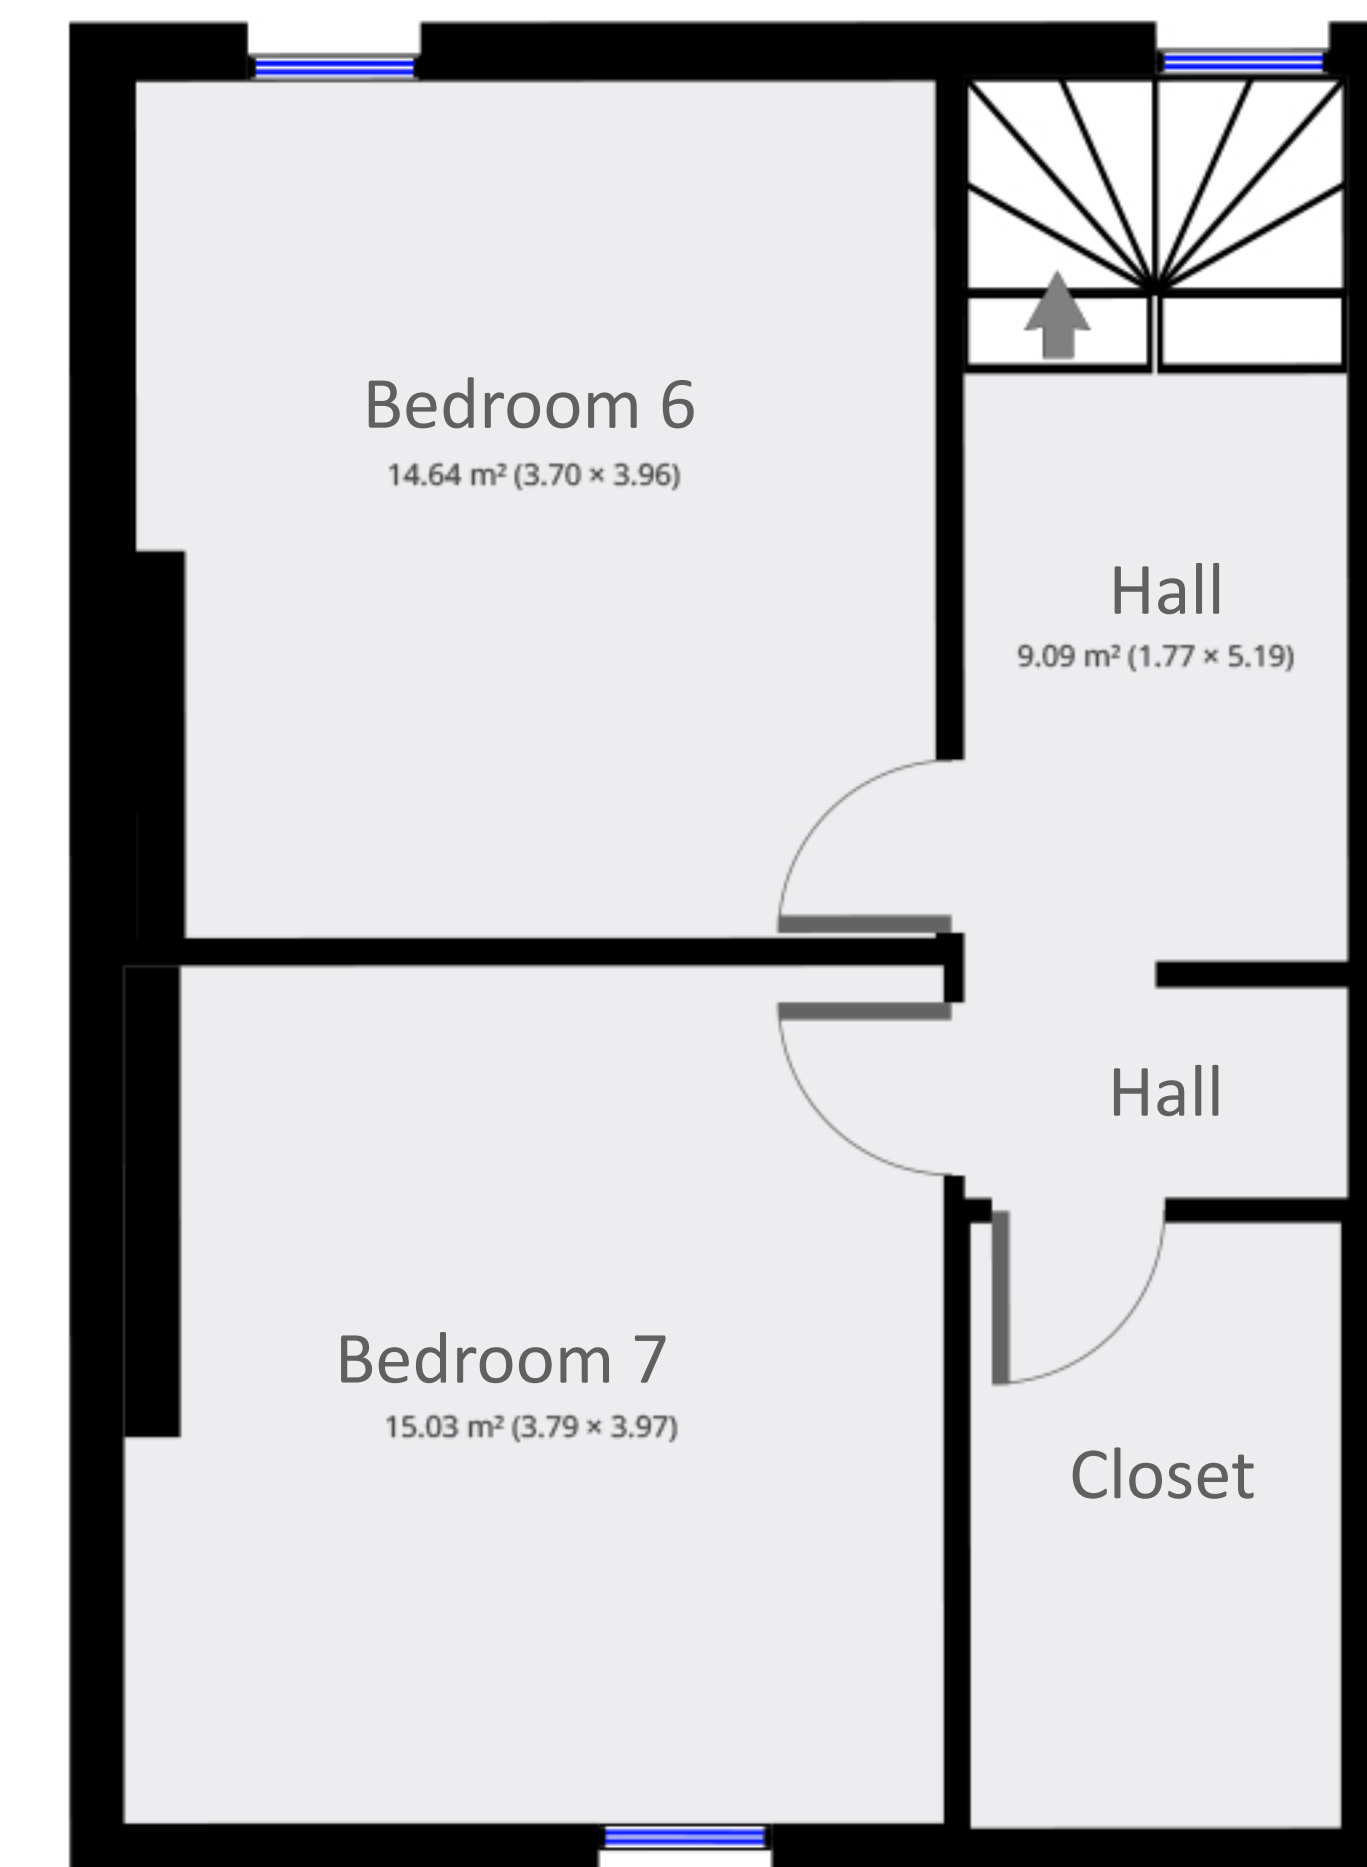 Bedroom 6
14.64 m² (3.70 × 3.96)
Hall
9.09 m² (1.77 × 5.19)
Hall
Bedroom 7
15.03 m² (3.79 × 3.97)
Closet